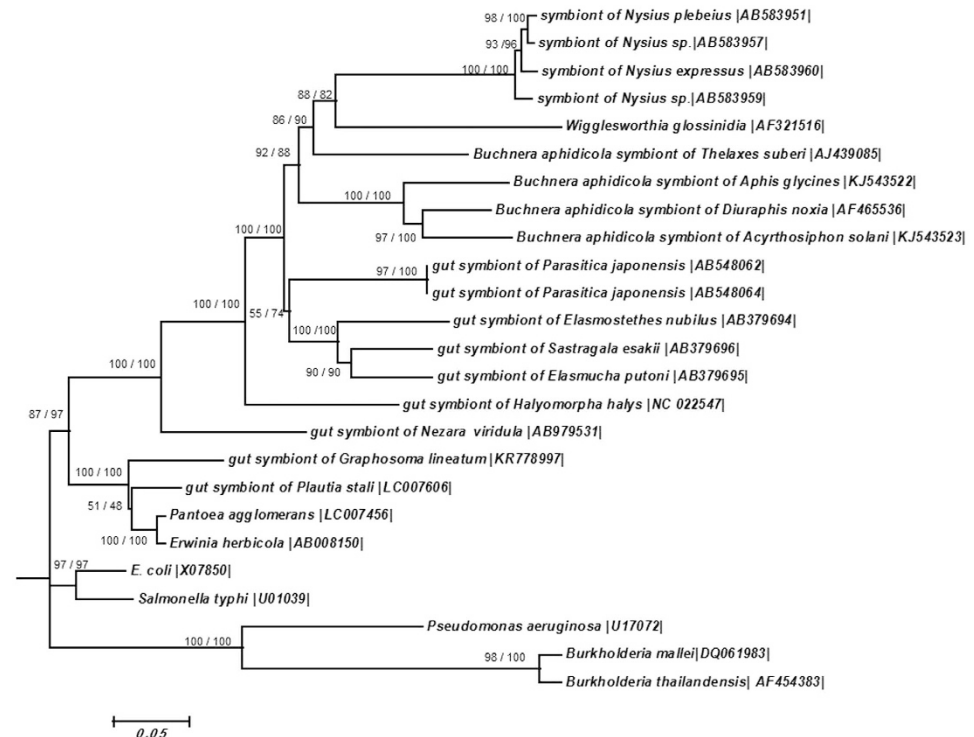 98 / 100
symbiont of Nysius plebeius |AB583951|
93 /96
symbiont of Nysius sp.|AB583957|
100 / 100
symbiont of Nysius expressus |AB583960|
symbiont of Nysius sp.|AB583959|
88 / 82
86 / 90
Wigglesworthia glossinidia |AF321516|
92 / 88
Buchnera aphidicola symbiont of Thelaxes suberi |AJ439085|
Buchnera aphidicola symbiont of Aphis glycines |KJ543522|
100 / 100
Buchnera aphidicola symbiont of Diuraphis noxia |AF465536|
97 / 100
Buchnera aphidicola symbiont of Acyrthosiphon solani |KJ543523|
100 / 100
gut symbiont of Parasitica japonensis |AB548062|
97 / 100
gut symbiont of Parasitica japonensis |AB548064|
100 / 100
55 / 74
gut symbiont of Elasmostethes nubilus |AB379694|
100 / 100
gut symbiont of Sastragala esakii |AB379696|
90 / 90
gut symbiont of Elasmucha putoni |AB379695|
100 / 100
gut symbiont of Halyomorpha halys |NC 022547|
87 / 97
gut symbiont of Nezara viridula |AB979531|
gut symbiont of Graphosoma lineatum |KR778997|
100 / 100
gut symbiont of Plautia stali |LC007606|
51 / 48
Pantoea agglomerans |LC007456|
100 / 100
Erwinia herbicola |AB008150|
97 / 97
E. coli |X07850|
Salmonella typhi |U01039|
Pseudomonas aeruginosa |U17072|
100 / 100
98 / 100
Burkholderia mallei|DQ061983|
Burkholderia thailandensis| AF454383|
0.05